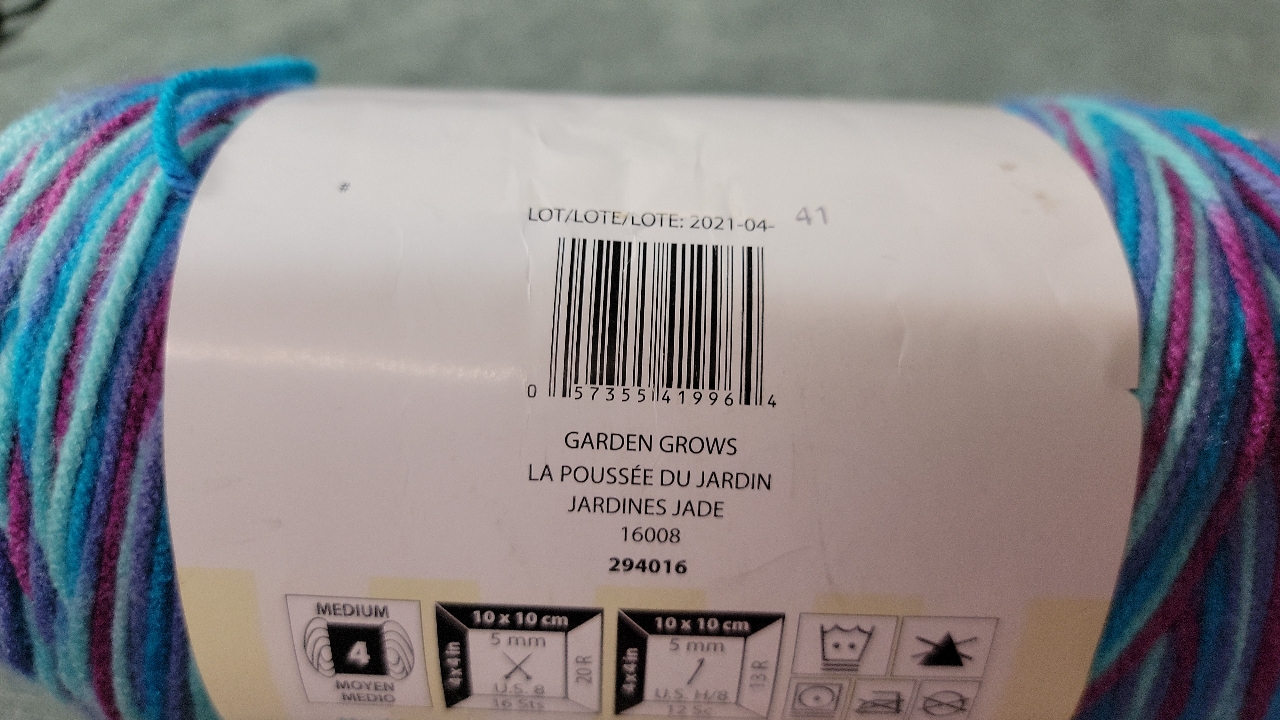 LOT/LOTE/LOTE: 2021-04- 41
0 57355 41996 4
GARDEN GROWS
LA POUSSÉE DU JARDIN
JARDINES JADE
16008
294016
MEDIUM
4
MOYEN
MEDIO
10 x 10 cm
4x4 in
5 mm
20 R
U.S. 8
16 Sts
10 x 10 cm
4x4 in
5 mm
13 R
U.S. H/8
12 Sc